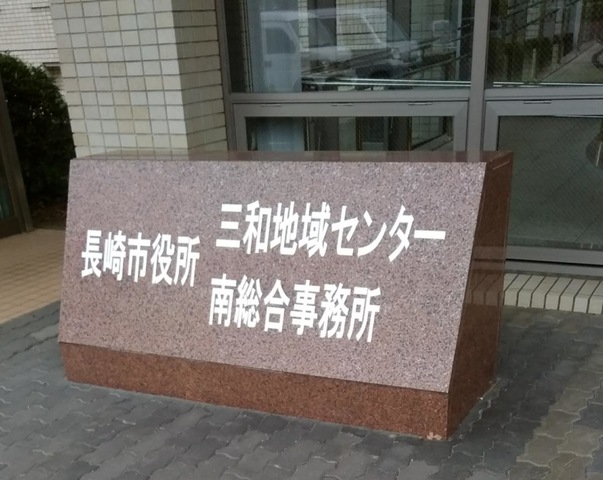 長崎市役所
三和地域センター
南総合事務所